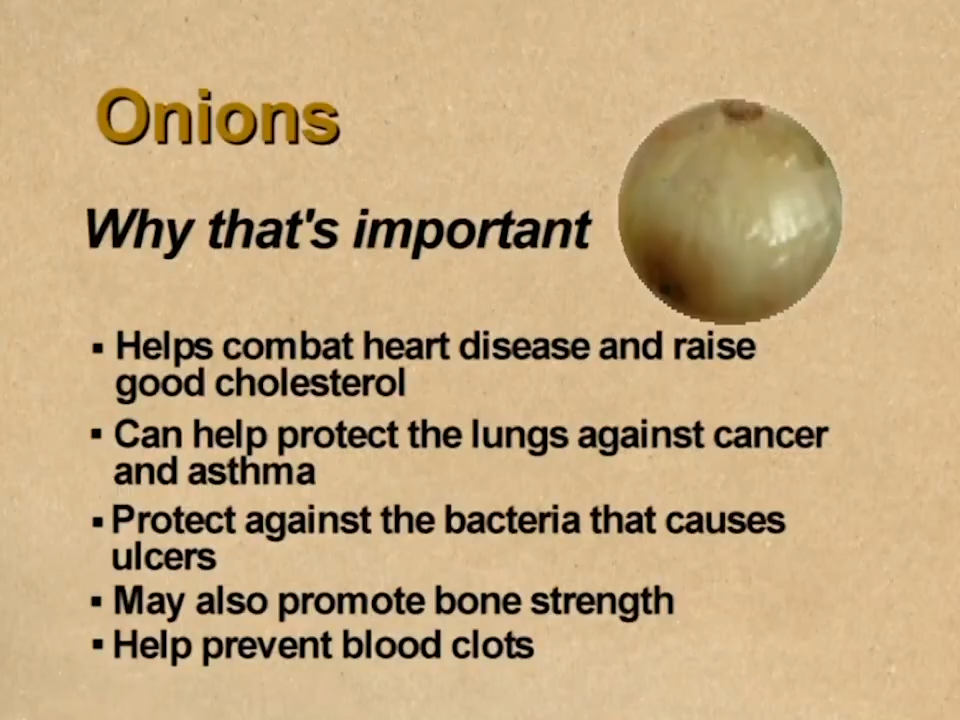 Onions
Why that's important
▪ Helps combat heart disease and raise
good cholesterol
▪ Can help protect the lungs against cancer
and asthma
▪ Protect against the bacteria that causes
ulcers
▪ May also promote bone strength
▪ Help prevent blood clots